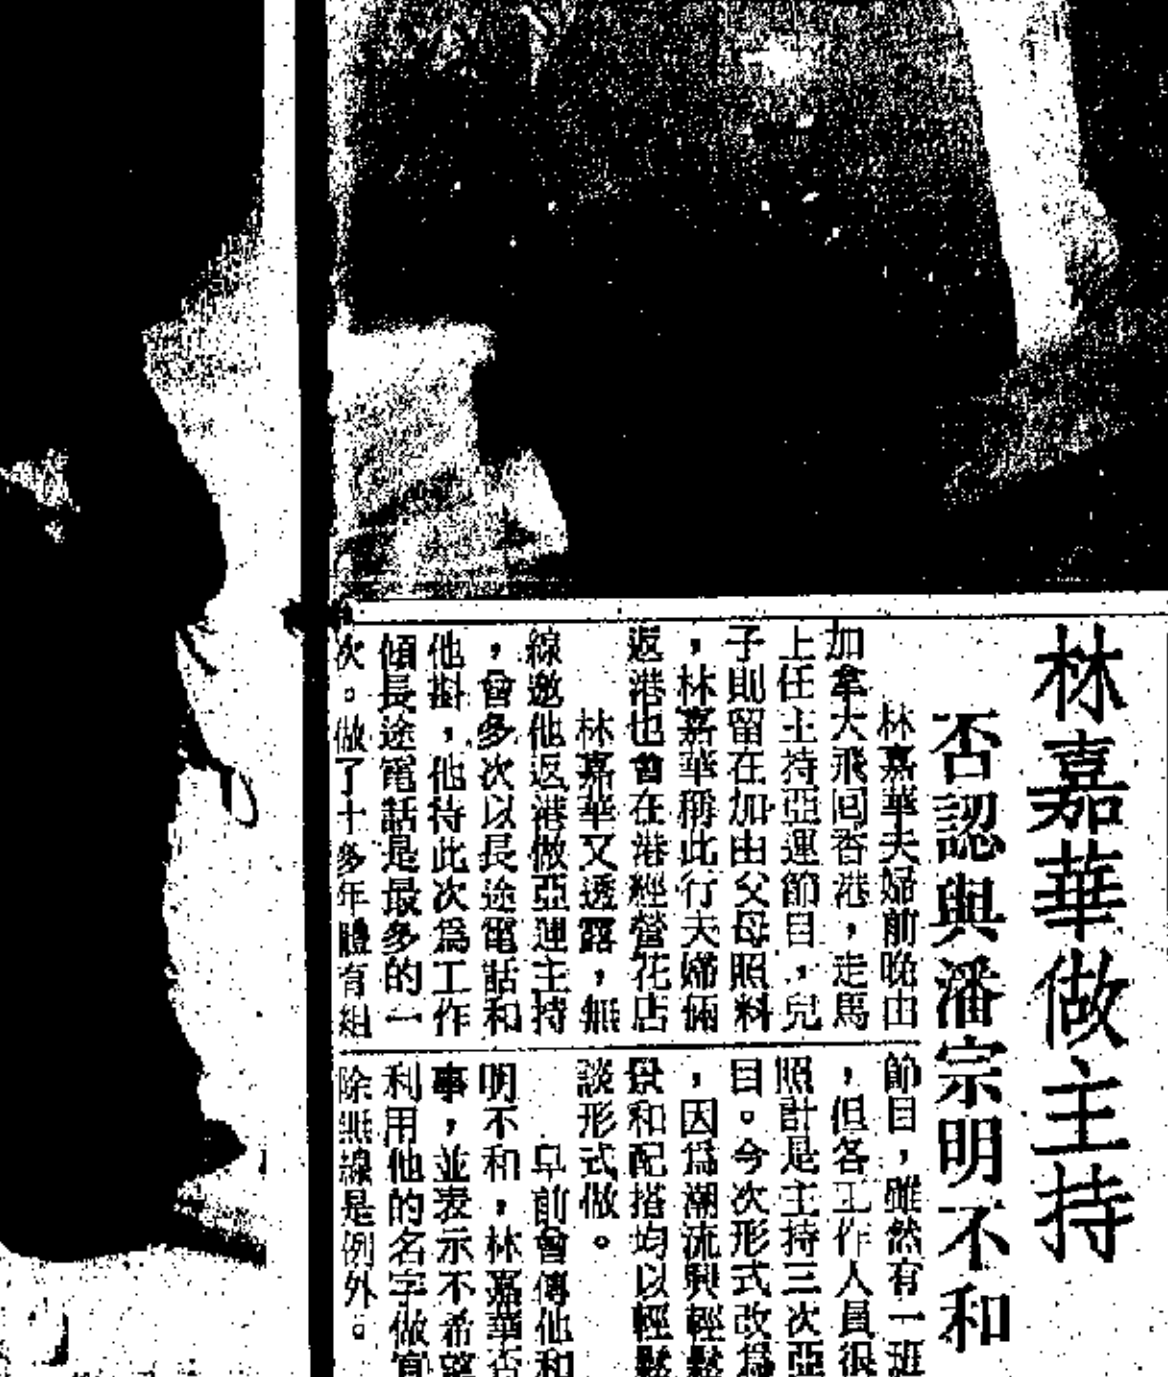 林嘉華做主持
否認與潘宗明不和
林嘉華夫婦前晚由
加拿大飛回香港，走馬
上任主持亞運節目，兒
子則留在加由父母照料
，林嘉華稱此行夫婦倆
返港也會在港經營花店
林嘉華又透露，無
線邀他返港做亞運主持
，曾多次以長途電話和
他斟，他待此次為工作
傾長途電話是最多的一
次。做了十多年體育組
節目，雖然有一班
，但各工作人員很
照計是主持三次亞
目。今次形式改為
，因為潮流興輕鬆
景和配搭均以輕鬆
談形式做。
早前會傳他和
明不和，林嘉華否
事，並表示不希望
利用他的名字做宣
除無線是例外。